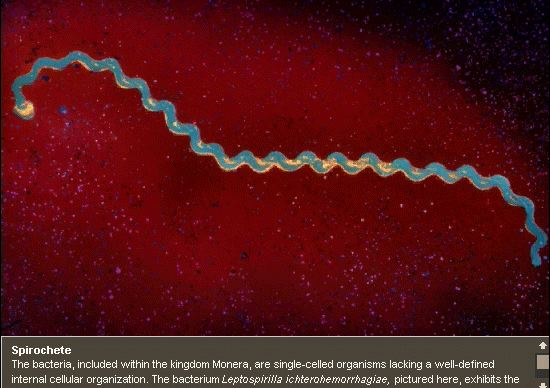 Spirochete
The bacteria, included within the kingdom Monera, are single-celled organisms lacking a well-defined
internal cellular organization. The bacterium Leptospirilla ichterohemorrhagiae, pictured here, exhibits the